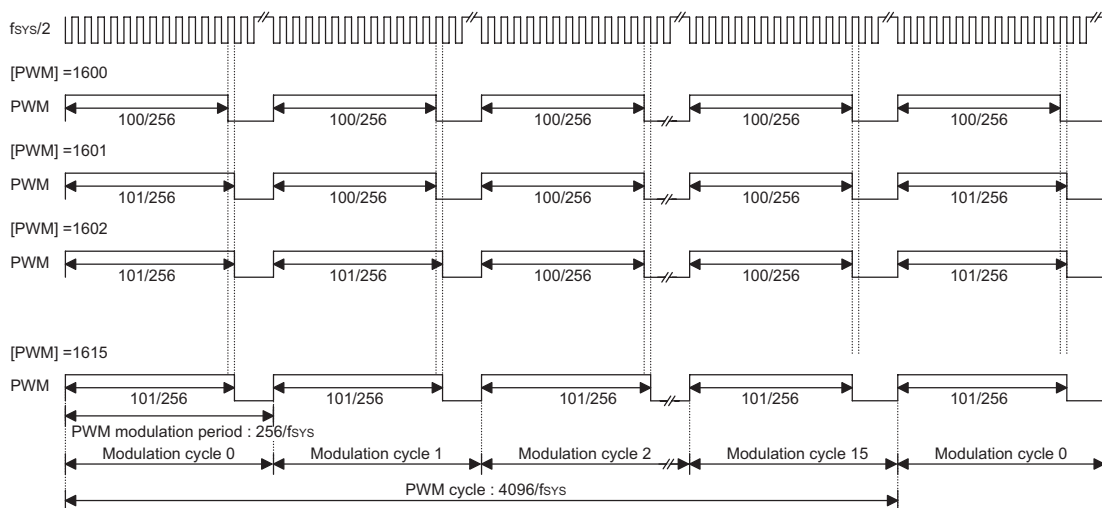 fSYS/2
[PWM] =1600
PWM
100/256 100/256 100/256 100/256 100/256
[PWM] =1601
PWM
101/256 100/256 100/256 100/256 101/256
[PWM] =1602
PWM
101/256 101/256 100/256 100/256 101/256
[PWM] =1615
PWM
101/256 101/256 101/256 101/256 101/256
PWM modulation period : 256/fSYS
Modulation cycle 0 Modulation cycle 1 Modulation cycle 2 Modulation cycle 15 Modulation cycle 0
PWM cycle : 4096/fSYS